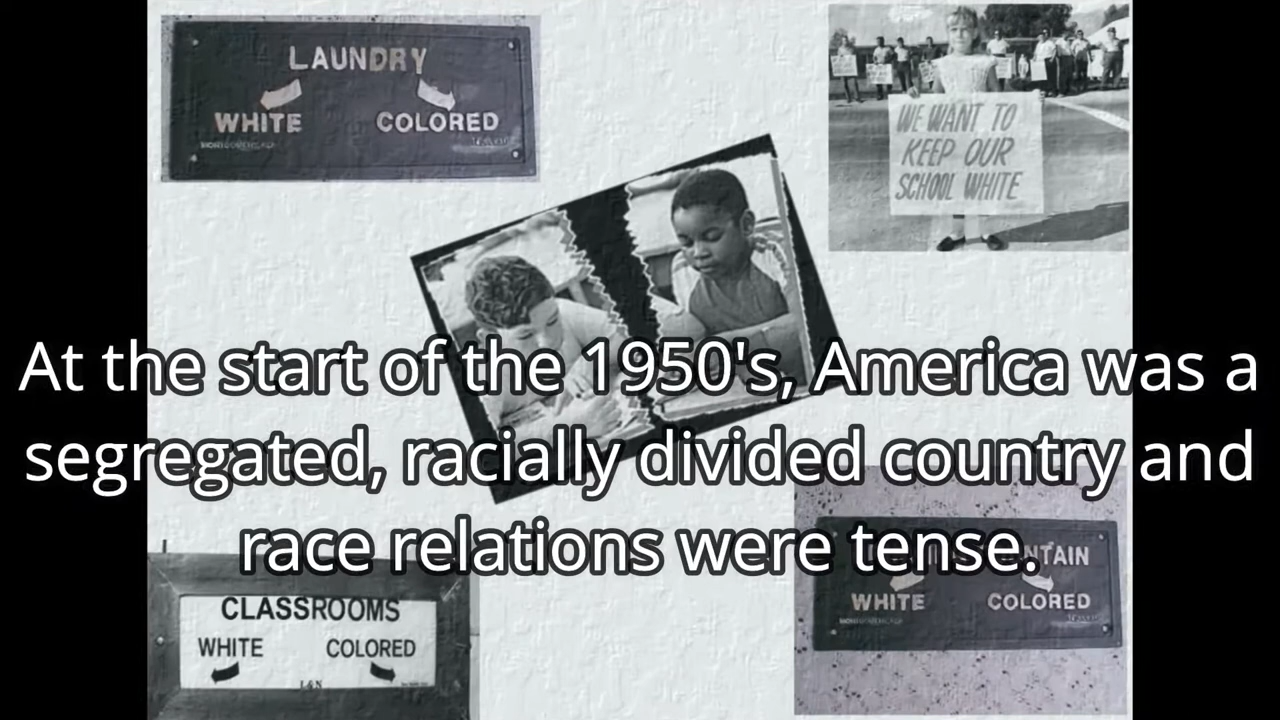 LAUNDRY
WHITE COLORED
WE WANT TO
KEEP OUR
SCHOOL WHITE
At the start of the 1950's, America was a
segregated, racially divided country and
race relations were tense.
CLASSROOMS
WHITE COLORED
L&N
WHITE COLORED